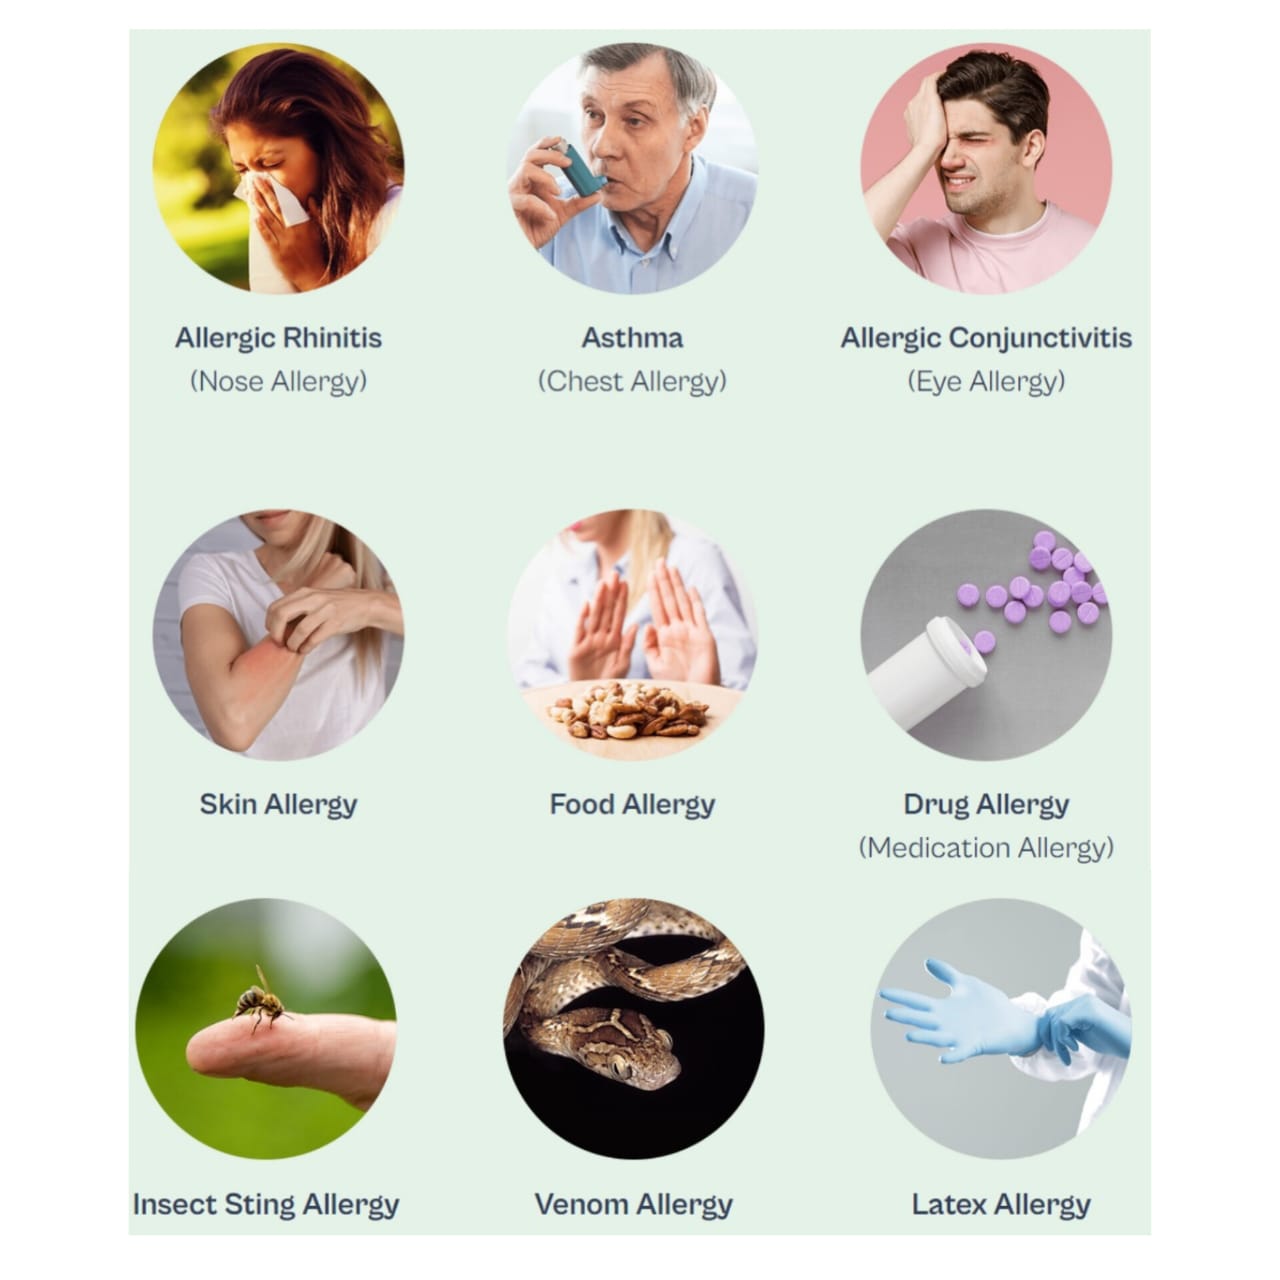 Allergic Rhinitis
(Nose Allergy)
Asthma
(Chest Allergy)
Allergic Conjunctivitis
(Eye Allergy)
Skin Allergy
Food Allergy
Drug Allergy
(Medication Allergy)
Insect Sting Allergy
Venom Allergy
Latex Allergy